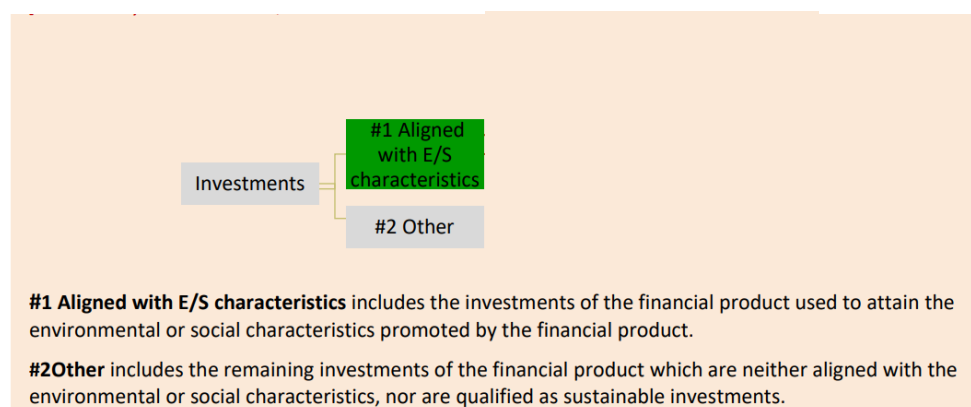 #1 Aligned
with E/S
characteristics
Investments
#2 Other
#1 Aligned with E/S characteristics includes the investments of the financial product used to attain the
environmental or social characteristics promoted by the financial product.
#2Other includes the remaining investments of the financial product which are neither aligned with the
environmental or social characteristics, nor are qualified as sustainable investments.